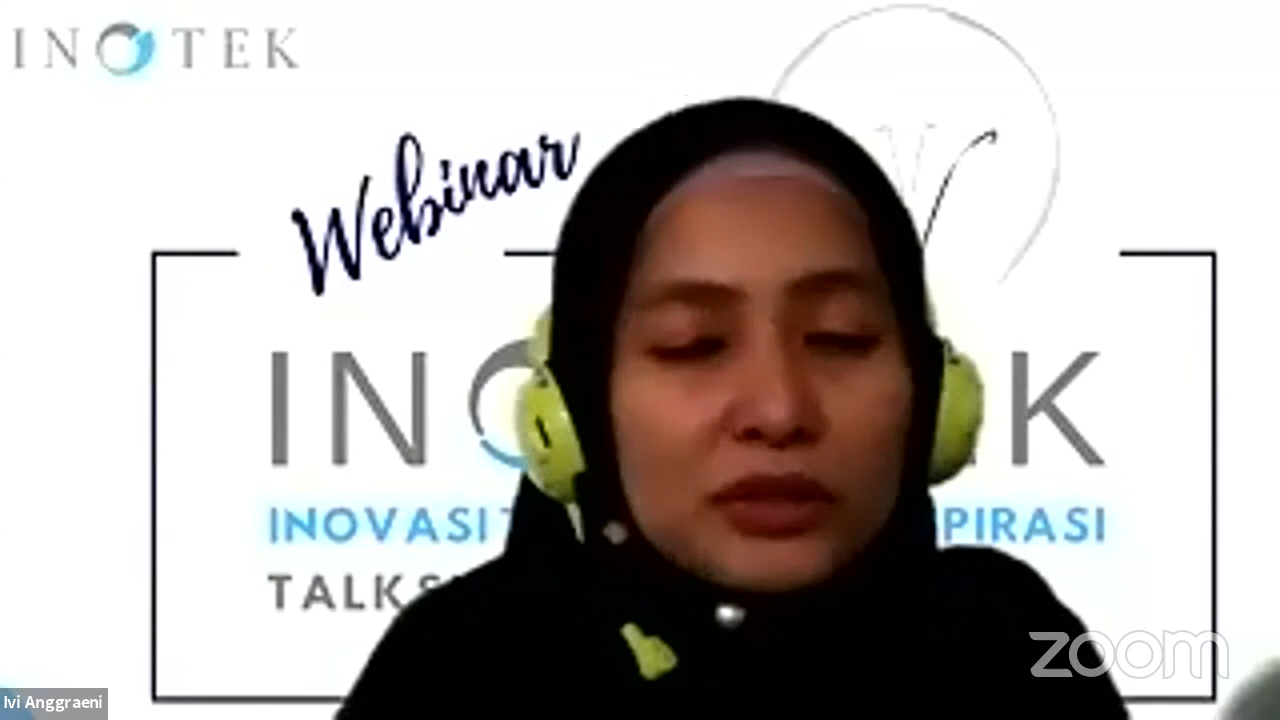 INOTEK
Webinar
IN
K
INOVASI
PIRASI
TALKS
zoom
Ivi Anggraeni